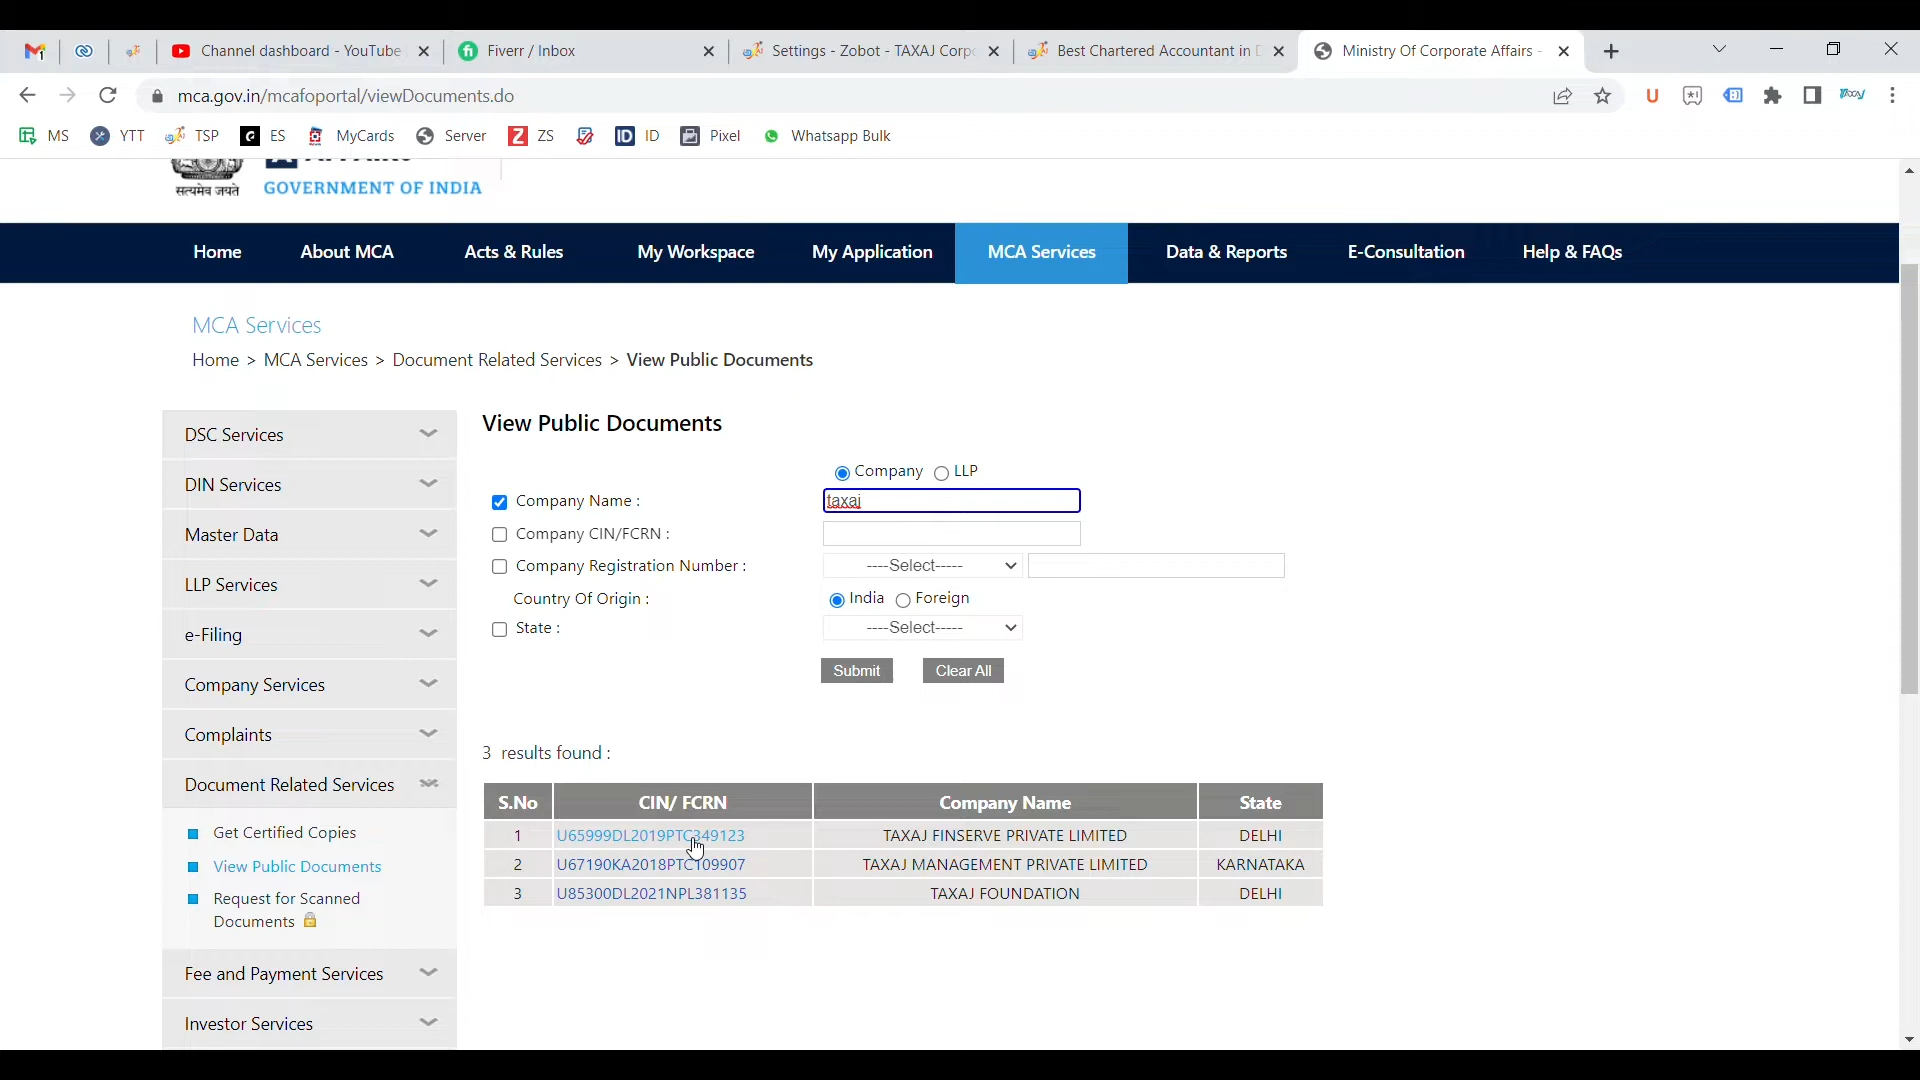 Channel dashboard - YouTube
Fiverr / Inbox
Settings - Zobot - TAXAJ Corpo
Best Chartered Accountant in D
Ministry Of Corporate Affairs -
mca.gov.in/mcafoportal/viewDocuments.do
MS
YTT
TSP
ES
MyCards
Server
ZS
ID
ID
Pixel
Whatsapp Bulk
सत्यमेव जयते
GOVERNMENT OF INDIA
Home
About MCA
Acts & Rules
My Workspace
My Application
MCA Services
Data & Reports
E-Consultation
Help & FAQs
MCA Services
Home > MCA Services > Document Related Services > View Public Documents
DSC Services
DIN Services
Master Data
LLP Services
e-Filing
Company Services
Complaints
Document Related Services
Get Certified Copies
View Public Documents
Request for Scanned
Documents
Fee and Payment Services
Investor Services
View Public Documents
Company LLP
Company Name : taxaj
Company CIN/FCRN :
Company Registration Number : ----Select-----
Country Of Origin : India Foreign
State : ----Select-----
Submit Clear All
3 results found :
S.No CIN/ FCRN Company Name State
1 U65999DL2019PTC349123 TAXAJ FINSERVE PRIVATE LIMITED DELHI
2 U67190KA2018PTC109907 TAXAJ MANAGEMENT PRIVATE LIMITED KARNATAKA
3 U85300DL2021NPL381135 TAXAJ FOUNDATION DELHI